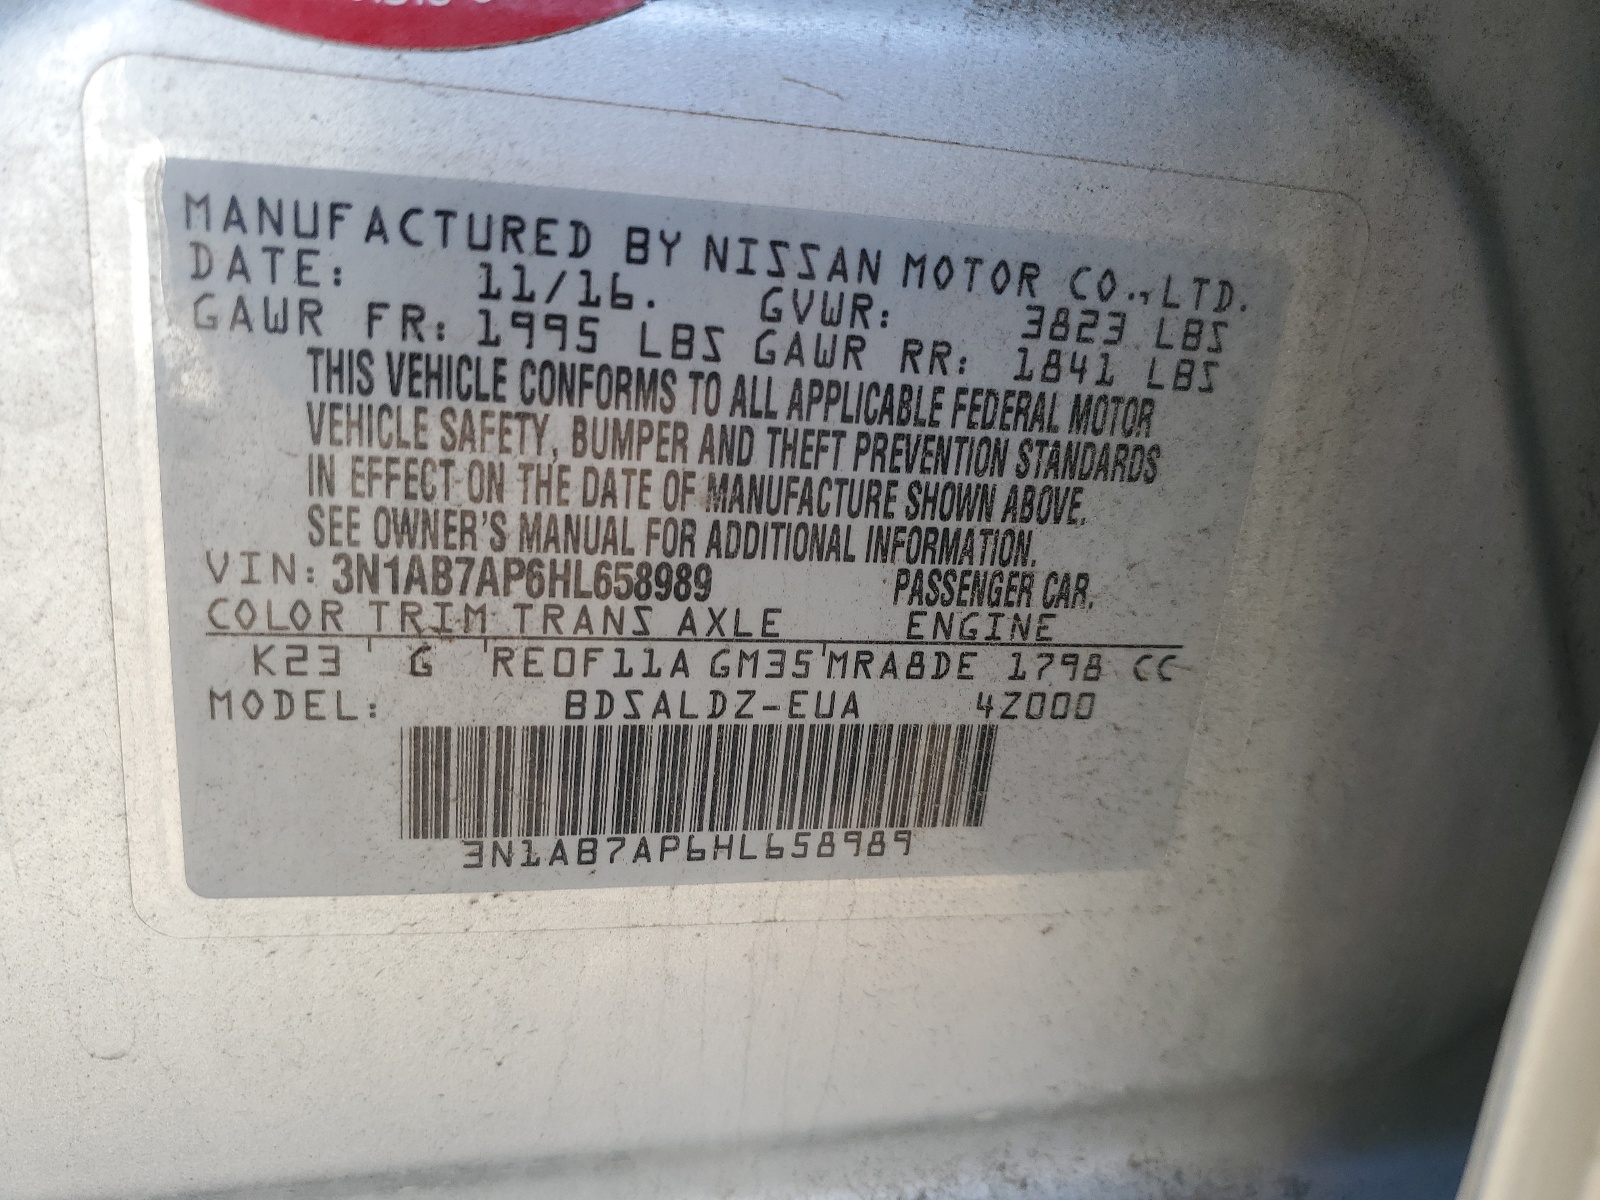 MANUFACTURED BY NISSAN MOTOR CO.,LTD.
DATE: 11/16. GVWR: 3823 LBS
GAWR FR: 1995 LBS GAWR RR: 1841 LBS
THIS VEHICLE CONFORMS TO ALL APPLICABLE FEDERAL MOTOR
VEHICLE SAFETY, BUMPER AND THEFT PREVENTION STANDARDS
IN EFFECT ON THE DATE OF MANUFACTURE SHOWN ABOVE.
SEE OWNER'S MANUAL FOR ADDITIONAL INFORMATION.
VIN: 3N1AB7AP6HL658989 PASSENGER CAR.
COLOR TRIM TRANS AXLE ENGINE
K23 G RE0F11A GM35 MRA8DE 1798 CC
MODEL: BDSALDZ-EUA 4Z000
3N1AB7AP6HL658989